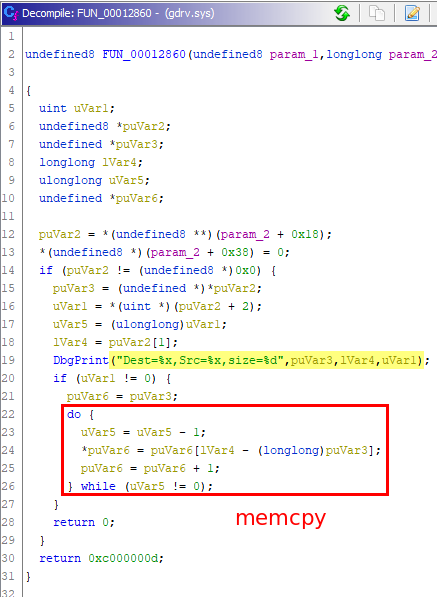 Decompile: FUN_00012860 - (gdrv.sys)
1
2 undefined8 FUN_00012860(undefined8 param_1,longlong param_2
3
4 {
5 uint uVar1;
6 undefined8 *puVar2;
7 undefined *puVar3;
8 longlong lVar4;
9 ulonglong uVar5;
10 undefined *puVar6;
11
12 puVar2 = *(undefined8 **)(param_2 + 0x18);
13 *(undefined8 *)(param_2 + 0x38) = 0;
14 if (puVar2 != (undefined8 *)0x0) {
15 puVar3 = (undefined *)*puVar2;
16 uVar1 = *(uint *)(puVar2 + 2);
17 uVar5 = (ulonglong)uVar1;
18 lVar4 = puVar2[1];
19 DbgPrint("Dest=%x,Src=%x,size=%d",puVar3,lVar4,uVar1);
20 if (uVar1 != 0) {
21 puVar6 = puVar3;
22 do {
23 uVar5 = uVar5 - 1;
24 *puVar6 = puVar6[lVar4 - (longlong)puVar3];
25 puVar6 = puVar6 + 1;
26 } while (uVar5 != 0);
27 }
28 return 0;
memcpy
29 }
30 return 0xc000000d;
31 }
32